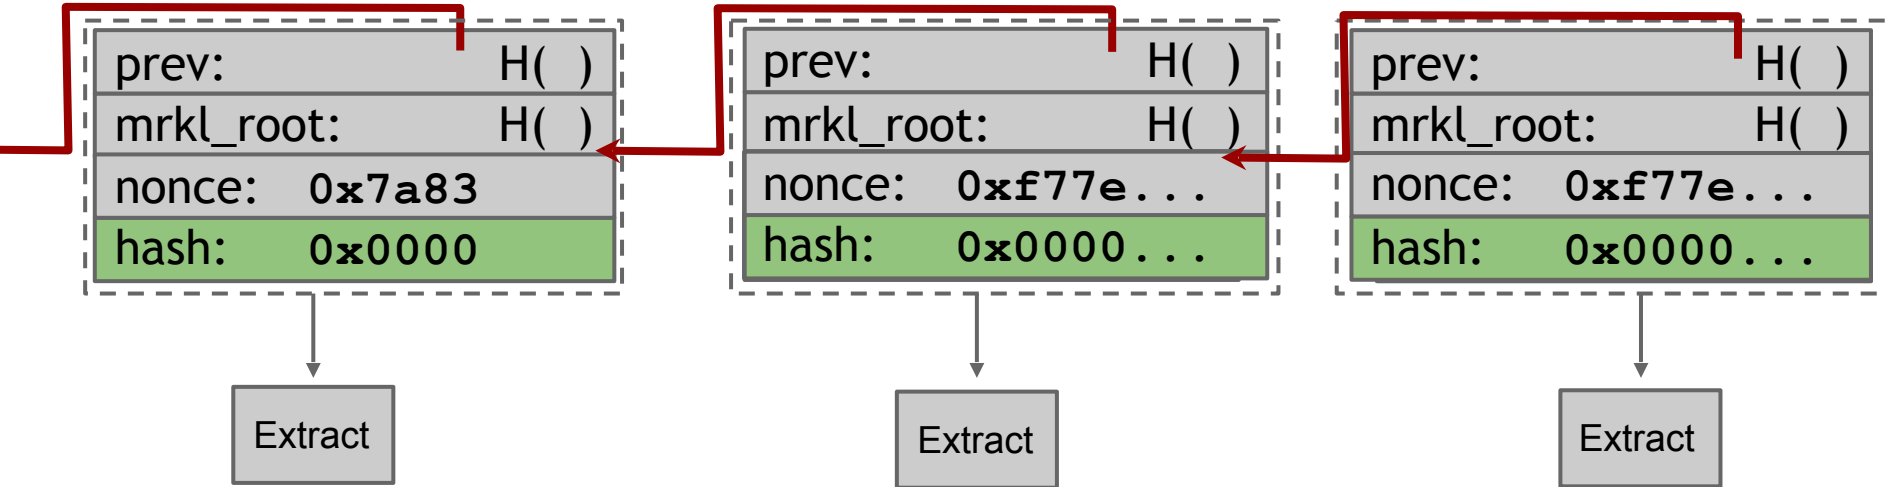 prev: H( )
mrkl_root: H( )
nonce: 0x7a83
hash: 0x0000
Extract
prev: H( )
mrkl_root: H( )
nonce: 0xf77e...
hash: 0x0000...
Extract
prev: H( )
mrkl_root: H( )
nonce: 0xf77e...
hash: 0x0000...
Extract